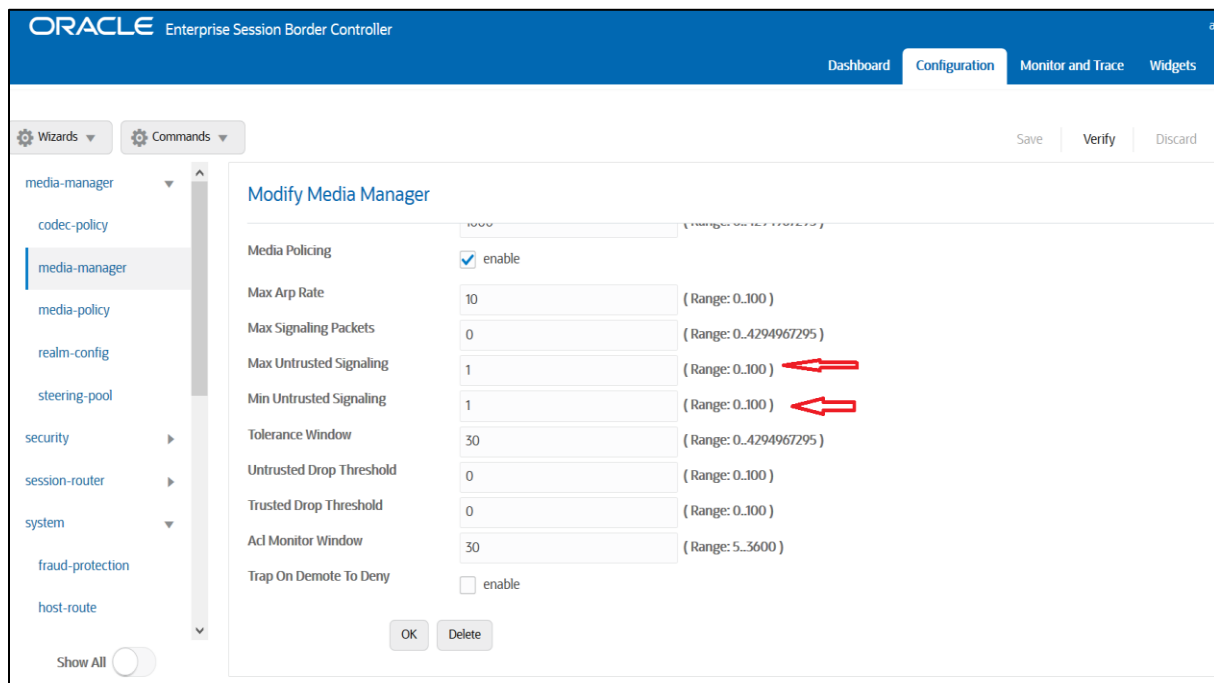 ORACLE Enterprise Session Border Controller
Dashboard Configuration Monitor and Trace Widgets
Wizards Commands Save Verify Discard
media-manager
codec-policy
media-manager
media-policy
realm-config
steering-pool
security
session-router
system
fraud-protection
host-route
Show All
Modify Media Manager
Media Policing enable
Max Arp Rate 10 ( Range: 0..100 )
Max Signaling Packets 0 ( Range: 0..4294967295 )
Max Untrusted Signaling 1 ( Range: 0..100 )
Min Untrusted Signaling 1 ( Range: 0..100 )
Tolerance Window 30 ( Range: 0..4294967295 )
Untrusted Drop Threshold 0 ( Range: 0..100 )
Trusted Drop Threshold 0 ( Range: 0..100 )
Acl Monitor Window 30 ( Range: 5..3600 )
Trap On Demote To Deny enable
OK Delete